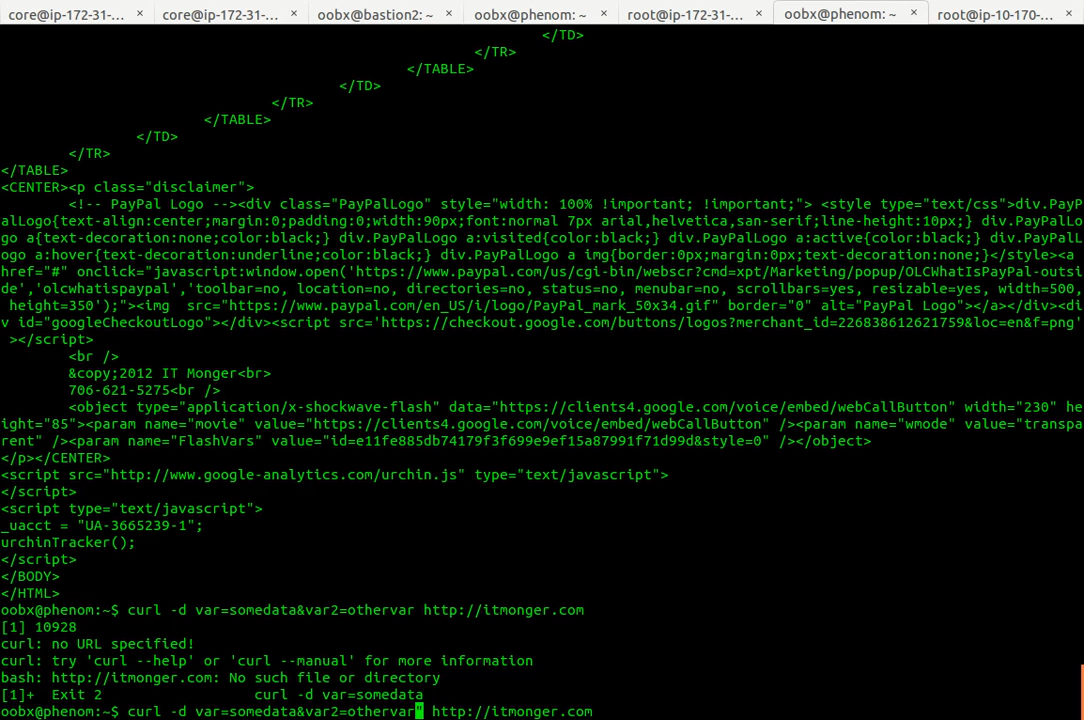 core@ip-172-31-... × core@ip-172-31-... × oobx@bastion2: ~ × oobx@phenom: ~ × root@ip-172-31-... × oobx@phenom: ~ × root@ip-10-170-... ×
</TD>
</TR>
</TABLE>
</TD>
</TR>
</TABLE>
</TD>
</TR>
</TABLE>
<CENTER><p class="disclaimer">
<!-- PayPal Logo --><div class="PayPalLogo" style="width: 100% !important; !important;"> <style type="text/css">div.PayP
alLogo{text-align:center;margin:0;padding:0;width:90px;font:normal 7px arial,helvetica,san-serif;line-height:10px;} div.PayPalLo
go a{text-decoration:none;color:black;} div.PayPalLogo a:visited{color:black;} div.PayPalLogo a:active{color:black;} div.PayPalL
ogo a:hover{text-decoration:underline;color:black;} div.PayPalLogo a img{border:0px;margin:0px;text-decoration:none;}</style><a
href="#" onclick="javascript:window.open('https://www.paypal.com/us/cgi-bin/webscr?cmd=xpt/Marketing/popup/OLCWhatIsPayPal-outsi
de','olcwhatispaypal','toolbar=no, location=no, directories=no, status=no, menubar=no, scrollbars=yes, resizable=yes, width=500,
height=350');"><img  src="https://www.paypal.com/en_US/i/logo/PayPal_mark_50x34.gif" border="0" alt="PayPal Logo"></a></div><di
v id="googleCheckoutLogo"></div><script src='https://checkout.google.com/buttons/logos?merchant_id=226838612621759&loc=en&f=png'
></script>
<br />
&copy;2012 IT Monger<br>
706-621-5275<br />
<object type="application/x-shockwave-flash" data="https://clients4.google.com/voice/embed/webCallButton" width="230" he
ight="85"><param name="movie" value="https://clients4.google.com/voice/embed/webCallButton" /><param name="wmode" value="transpa
rent" /><param name="FlashVars" value="id=e11fe885db74179f3f699e9ef15a87991f71d99d&style=0" /></object>
</p></CENTER>
<script src="http://www.google-analytics.com/urchin.js" type="text/javascript">
</script>
<script type="text/javascript">
_uacct = "UA-3665239-1";
urchinTracker();
</script>
</BODY>
</HTML>
oobx@phenom:~$ curl -d var=somedata&var2=othervar http://itmonger.com
[1] 10928
curl: no URL specified!
curl: try 'curl --help' or 'curl --manual' for more information
bash: http://itmonger.com: No such file or directory
[1]+  Exit 2                  curl -d var=somedata
oobx@phenom:~$ curl -d var=somedata&var2=othervar" http://itmonger.com